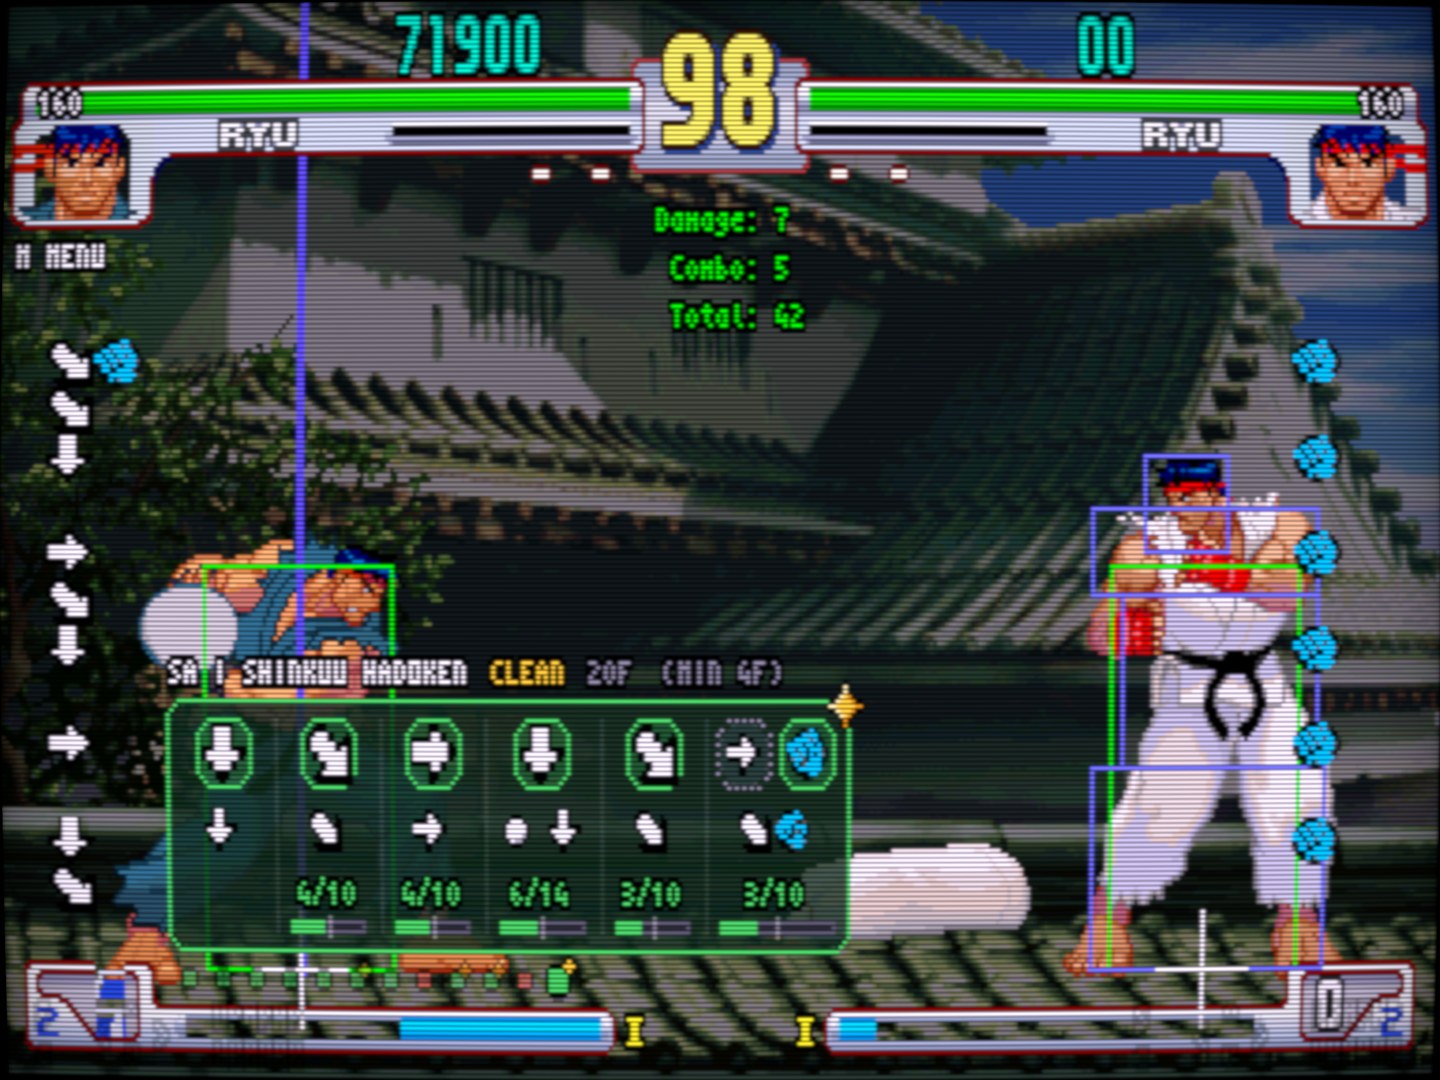 71900 98 00
160 160
RYU RYU
Damage: 7
M MENU
Combo: 5
Total: 42
SA I SHINKUU HADOKEN CLEAN 20F (MIN 4F)
4/10 4/10 6/14 3/10 3/10
2 I I 0 2